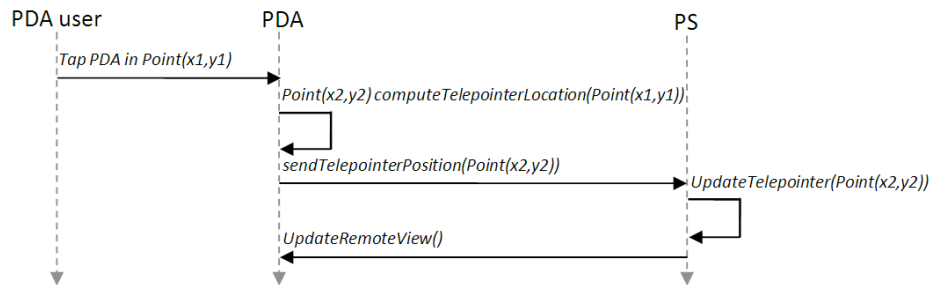 PDA user
PDA
PS
Tap PDA in Point(x1,y1)
Point(x2,y2) computeTelepointerLocation(Point(x1,y1))
sendTelepointerPosition(Point(x2,y2))
UpdateTelepointer(Point(x2,y2))
UpdateRemoteView()